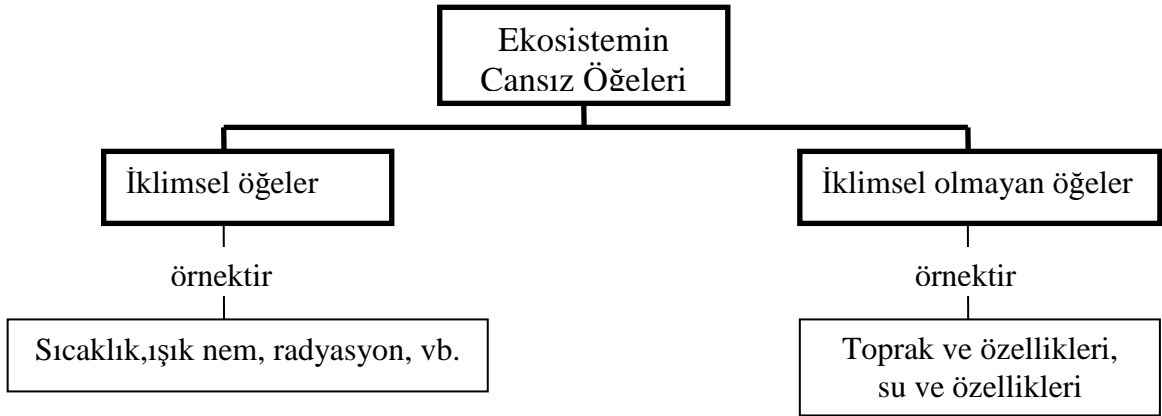 Ekosistemin
Cansız Öğeleri
İklimsel öğeler
İklimsel olmayan öğeler
örnektir
örnektir
Sıcaklık,ışık nem, radyasyon, vb.
Toprak ve özellikleri,
su ve özellikleri